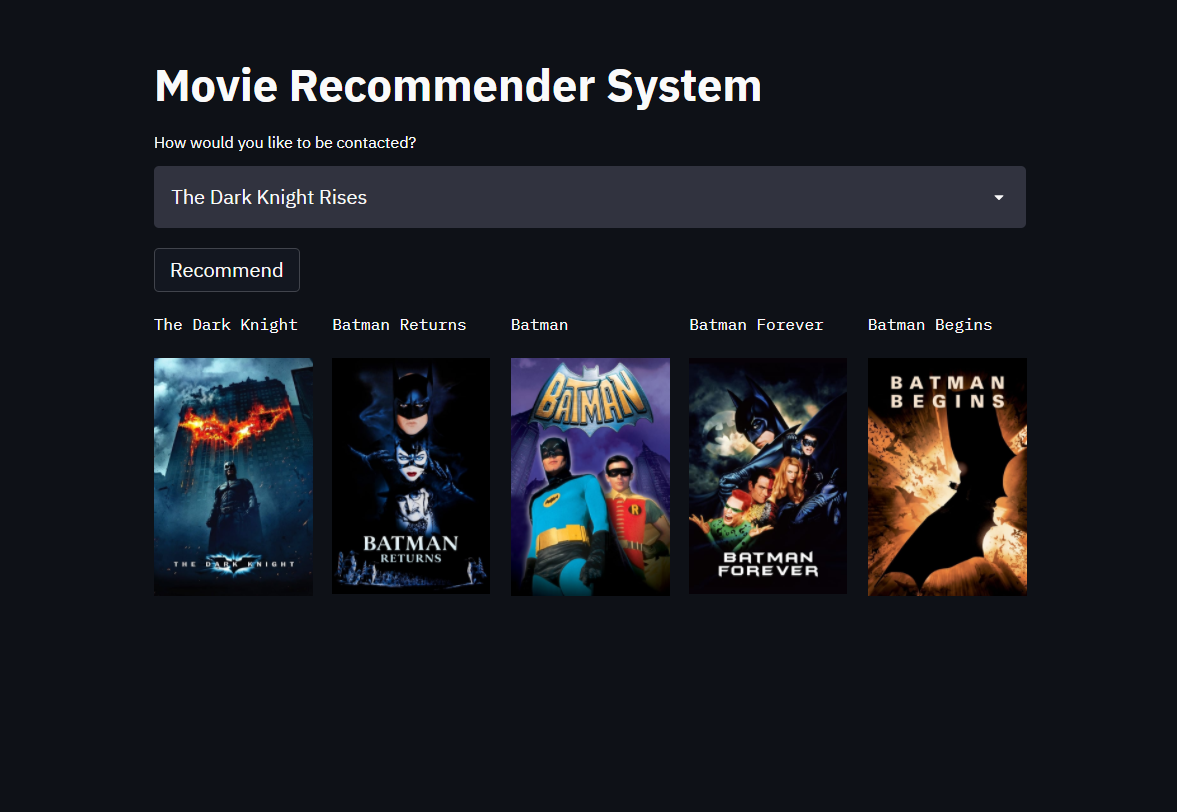 Movie Recommender System
How would you like to be contacted?
The Dark Knight Rises
Recommend
The Dark Knight
Batman Returns
Batman
Batman Forever
Batman Begins
THE DARK KNIGHT
BATMAN
RETURNS
BATMAN
R
BATMAN
FOREVER
BATMAN
BEGINS